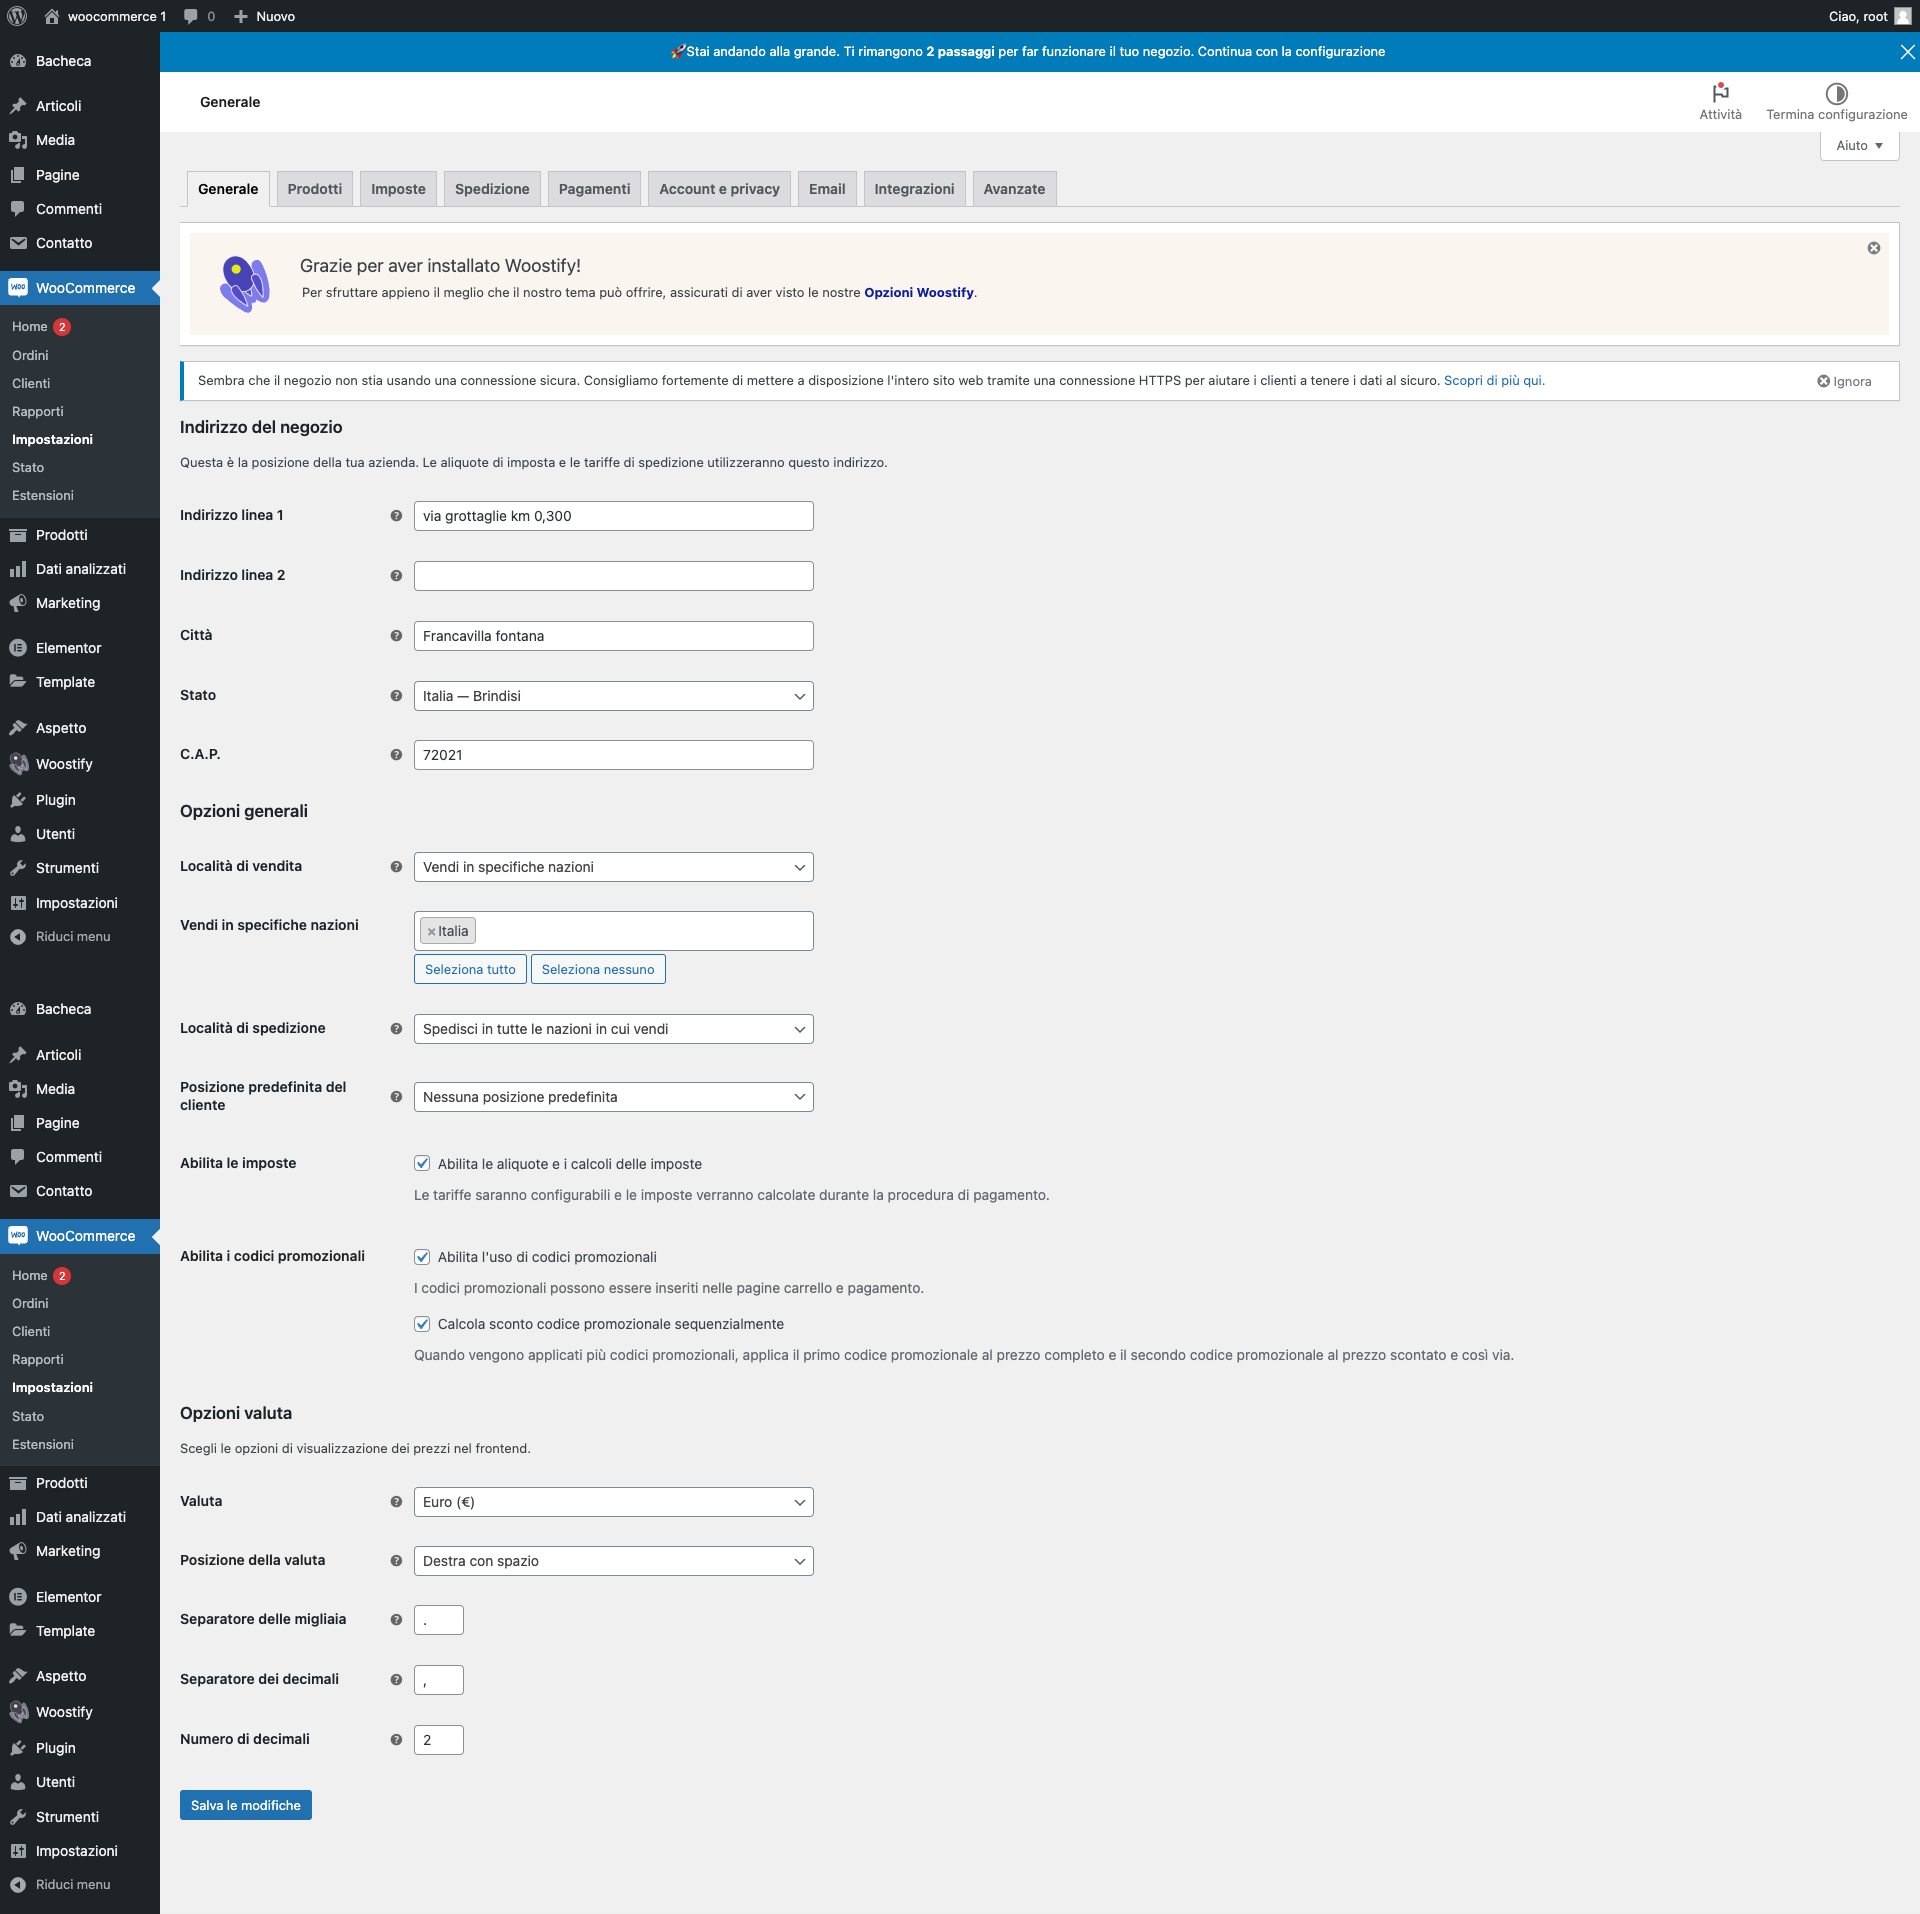 woocommerce 1
0
Nuovo
Ciao, root
🚀Stai andando alla grande. Ti rimangono 2 passaggi per far funzionare il tuo negozio. Continua con la configurazione
Generale
Attività
Termina configurazione
Aiuto
Generale
Prodotti
Imposte
Spedizione
Pagamenti
Account e privacy
Email
Integrazioni
Avanzate
Grazie per aver installato Woostify!
Per sfruttare appieno il meglio che il nostro tema può offrire, assicurati di aver visto le nostre Opzioni Woostify.
Sembra che il negozio non stia usando una connessione sicura. Consigliamo fortemente di mettere a disposizione l'intero sito web tramite una connessione HTTPS per aiutare i clienti a tenere i dati al sicuro. Scopri di più qui.
Ignora
Indirizzo del negozio
Questa è la posizione della tua azienda. Le aliquote di imposta e le tariffe di spedizione utilizzeranno questo indirizzo.
Indirizzo linea 1
via grottaglie km 0,300
Indirizzo linea 2
Città
Francavilla fontana
Stato
Italia — Brindisi
C.A.P.
72021
Opzioni generali
Località di vendita
Vendi in specifiche nazioni
Vendi in specifiche nazioni
×Italia
Seleziona tutto
Seleziona nessuno
Località di spedizione
Spedisci in tutte le nazioni in cui vendi
Posizione predefinita del
cliente
Nessuna posizione predefinita
Abilita le imposte
Abilita le aliquote e i calcoli delle imposte
Le tariffe saranno configurabili e le imposte verranno calcolate durante la procedura di pagamento.
Abilita i codici promozionali
Abilita l'uso di codici promozionali
I codici promozionali possono essere inseriti nelle pagine carrello e pagamento.
Calcola sconto codice promozionale sequenzialmente
Quando vengono applicati più codici promozionali, applica il primo codice promozionale al prezzo completo e il secondo codice promozionale al prezzo scontato e così via.
Opzioni valuta
Scegli le opzioni di visualizzazione dei prezzi nel frontend.
Valuta
Euro (€)
Posizione della valuta
Destra con spazio
Separatore delle migliaia
.
Separatore dei decimali
,
Numero di decimali
2
Salva le modifiche
Bacheca
Articoli
Media
Pagine
Commenti
Contatto
Woo
WooCommerce
Home 2
Ordini
Clienti
Rapporti
Impostazioni
Stato
Estensioni
Prodotti
Dati analizzati
Marketing
Elementor
Template
Aspetto
Woostify
Plugin
Utenti
Strumenti
Impostazioni
Riduci menu
Bacheca
Articoli
Media
Pagine
Commenti
Contatto
Woo
WooCommerce
Home 2
Ordini
Clienti
Rapporti
Impostazioni
Stato
Estensioni
Prodotti
Dati analizzati
Marketing
Elementor
Template
Aspetto
Woostify
Plugin
Utenti
Strumenti
Impostazioni
Riduci menu